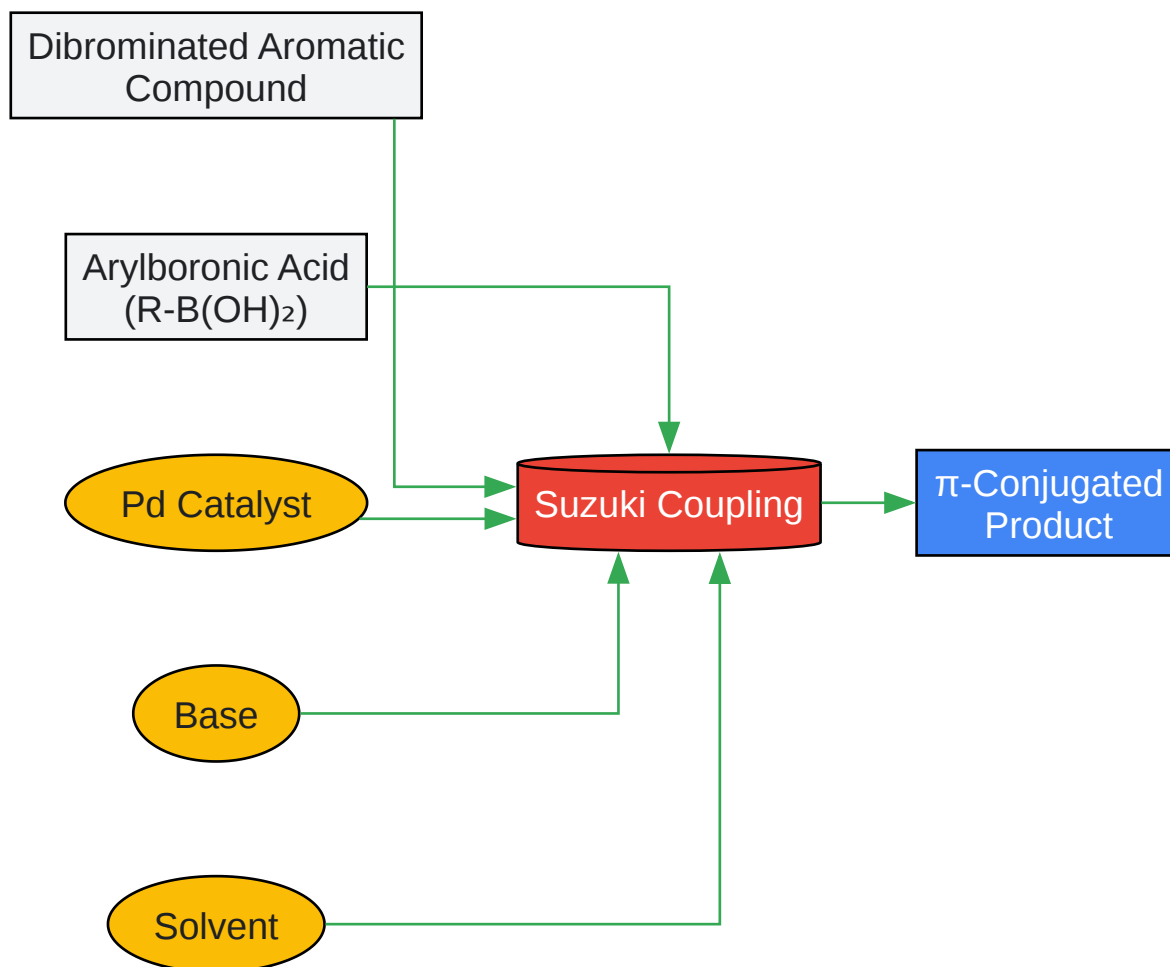 Dibrominated Aromatic
Compound
Arylboronic Acid
(R-B(OH)₂)
Pd Catalyst
Suzuki Coupling
π-Conjugated
Product
Base
Solvent